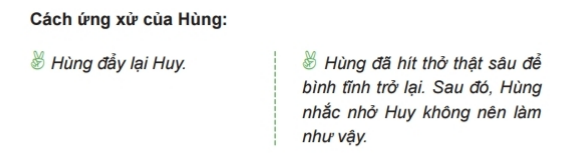 Cách ứng xử của Hùng:
Hùng đẩy lại Huy.
Hùng đã hít thở thật sâu để
bình tĩnh trở lại. Sau đó, Hùng
nhắc nhở Huy không nên làm
như vậy.